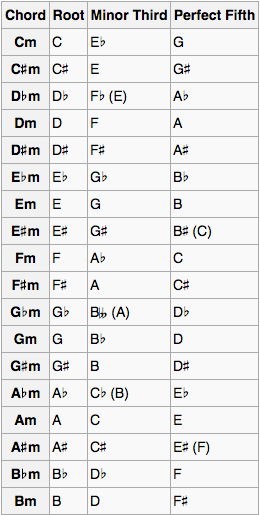 Chord Root Minor Third Perfect Fifth
Cm C E♭ G
C♯m C♯ E G♯
D♭m D♭ F♭ (E) A♭
Dm D F A
D♯m D♯ F♯ A♯
E♭m E♭ G♭ B♭
Em E G B
E♯m E♯ G♯ B♯ (C)
Fm F A♭ C
F♯m F♯ A C♯
G♭m G♭ B𝄫 (A) D♭
Gm G B♭ D
G♯m G♯ B D♯
A♭m A♭ C♭ (B) E♭
Am A C E
A♯m A♯ C♯ E♯ (F)
B♭m B♭ D♭ F
Bm B D F♯